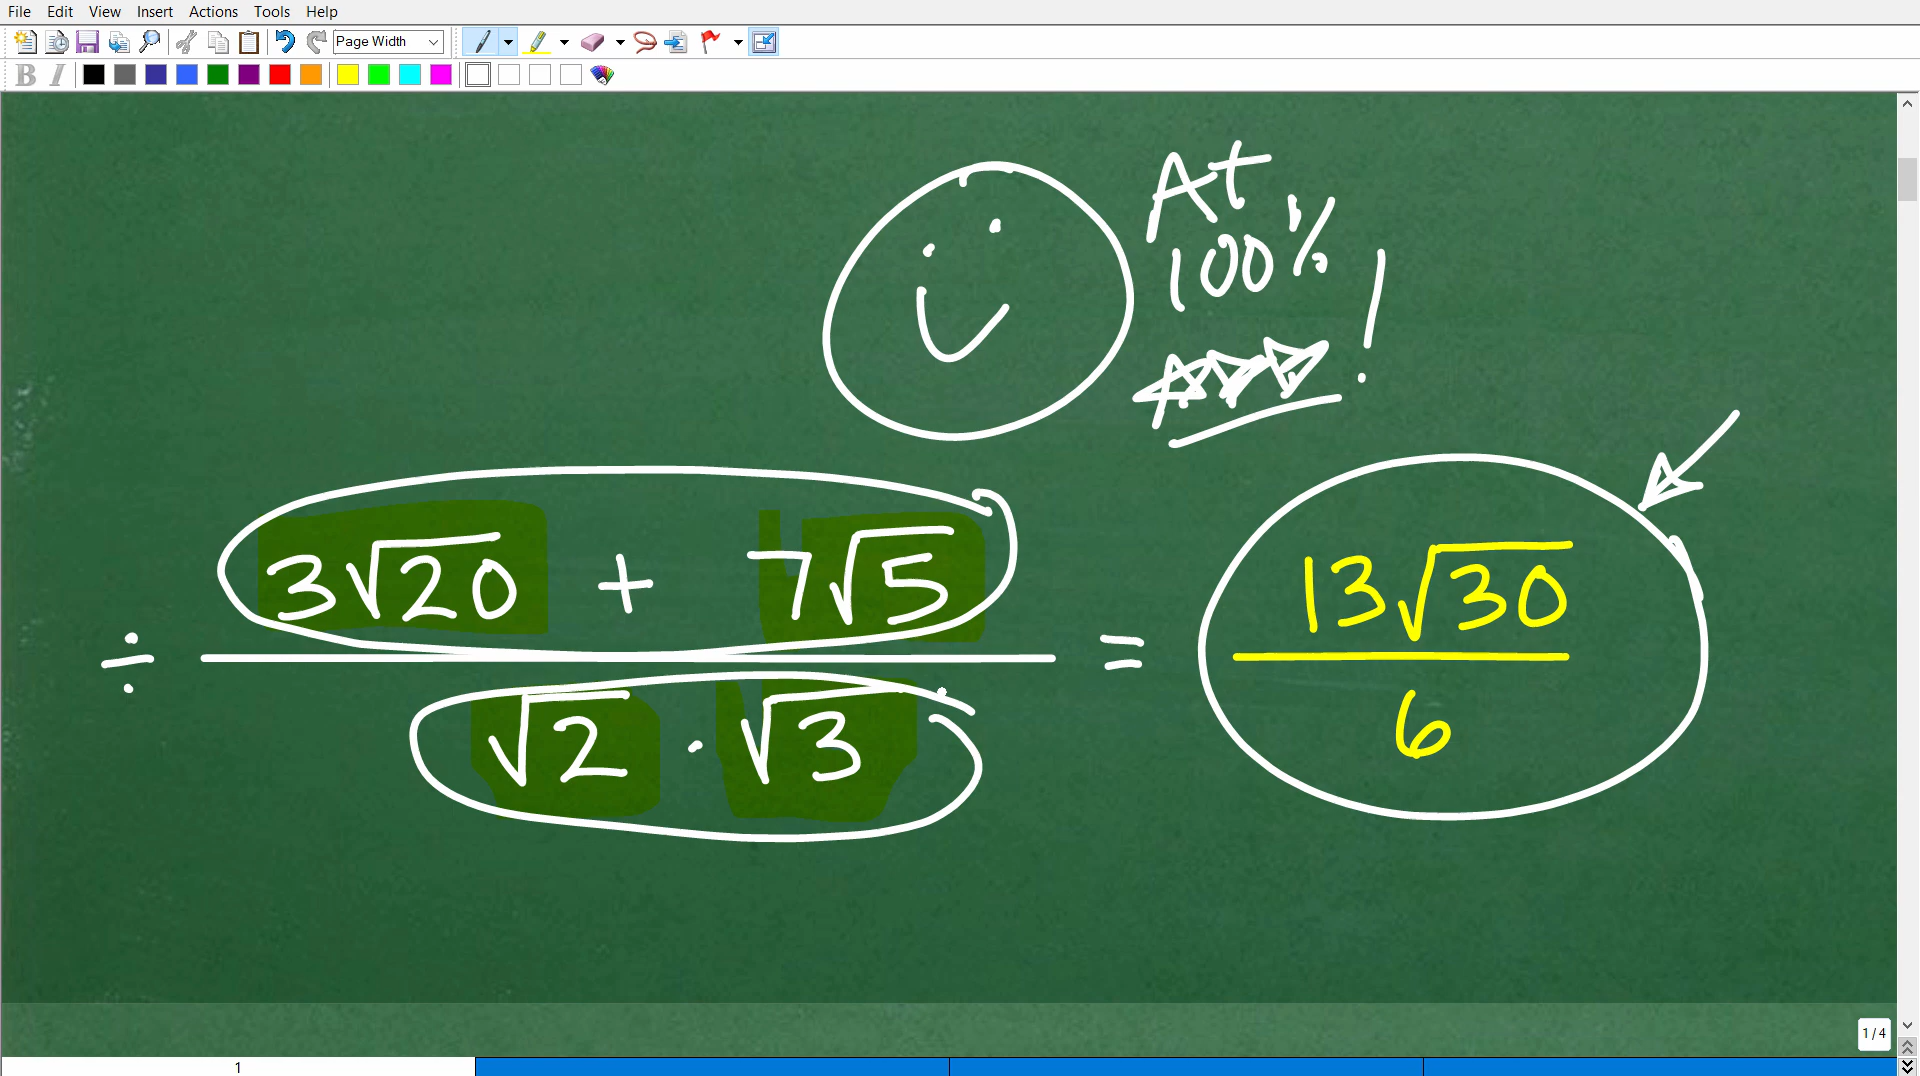 File Edit View Insert Actions Tools Help
Page Width
B I
A+
100%
!
3√20 + 7√5
÷ =
√2 · √3
13√30
6
1 / 4
1